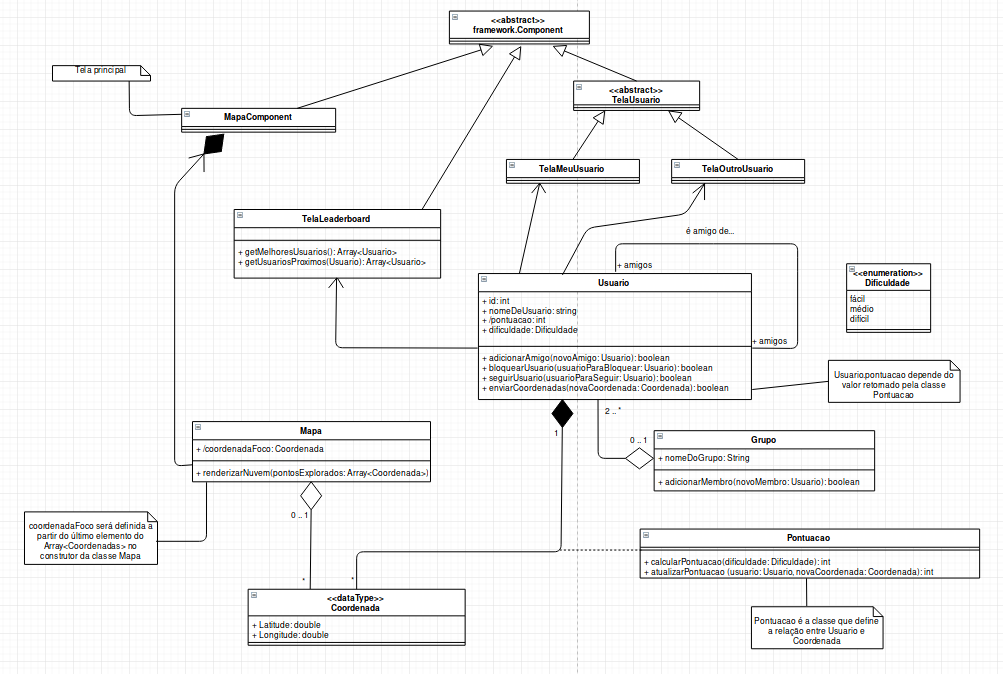 <<abstract>>
framework.Component
Tela principal
MapaComponent
<<abstract>>
TelaUsuario
TelaMeuUsuario
TelaOutroUsuario
TelaLeaderboard
+ getMelhoresUsuarios(): Array<Usuario>
+ getUsuariosProximos(Usuario): Array<Usuario>
é amigo de...
+ amigos
Usuario
+ id: int
+ nomeDeUsuario: string
+ /pontuacao: int
+ dificuldade: Dificuldade
+ amigos
+ adicionarAmigo(novoAmigo: Usuario): boolean
+ bloquearUsuario(usuarioParaBloquear: Usuario): boolean
+ seguirUsuario(usuarioParaSeguir: Usuario): boolean
+ enviarCoordenadas(novaCoordenada: Coordenada): boolean
<<enumeration>>
Dificuldade
fácil
médio
difícil
Usuario.pontuacao depende do
valor retornado pela classe
Pontuacao
1
2 .. *
0 .. 1
Grupo
+ nomeDoGrupo: String
+ adicionarMembro(novoMembro: Usuario): boolean
Mapa
+ /coordenadaFoco: Coordenada
+ renderizarNuvem(pontosExplorados: Array<Coordenada>)
0 .. 1
coordenadaFoco será definida a
partir do último elemento do
Array<Coordenadas> no
construtor da classe Mapa
*
*
<<dataType>>
Coordenada
+ Latitude: double
+ Longitude: double
Pontuacao
+ calcularPontuacao(dificuldade: Dificuldade): int
+ atualizarPontuacao (usuario: Usuario, novaCoordenada: Coordenada): int
Pontuacao é a classe que define
a relação entre Usuario e
Coordenada